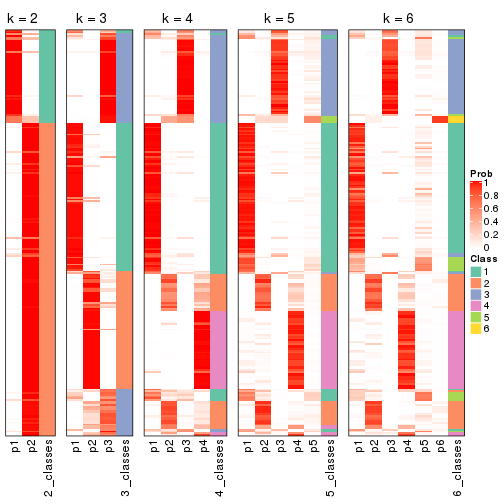 k = 2
k = 3
k = 4
k = 5
k = 6
p1
p2
2_classes
p1
p2
p3
3_classes
p1
p2
p3
p4
4_classes
p1
p2
p3
p4
p5
5_classes
p1
p2
p3
p4
p5
p6
6_classes
Prob
1
0.8
0.6
0.4
0.2
0
Class
1
2
3
4
5
6